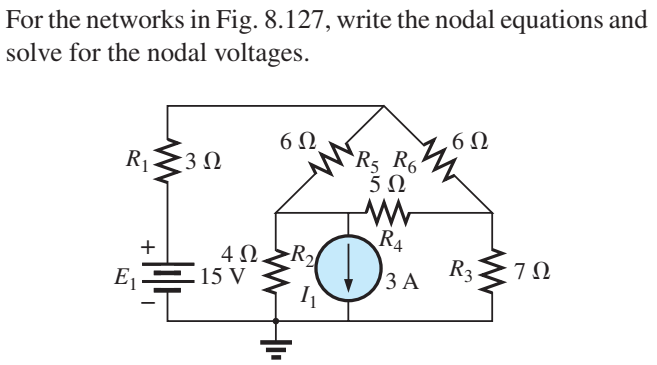 For the networks in Fig. 8.127, write the nodal equations and
solve for the nodal voltages.
6 Ω
6 Ω
R₁ 3 Ω
R₅ R₆
5 Ω
R₄
+
4 Ω R₂
E₁ 15 V
R₃ 7 Ω
I₁ 3 A
–